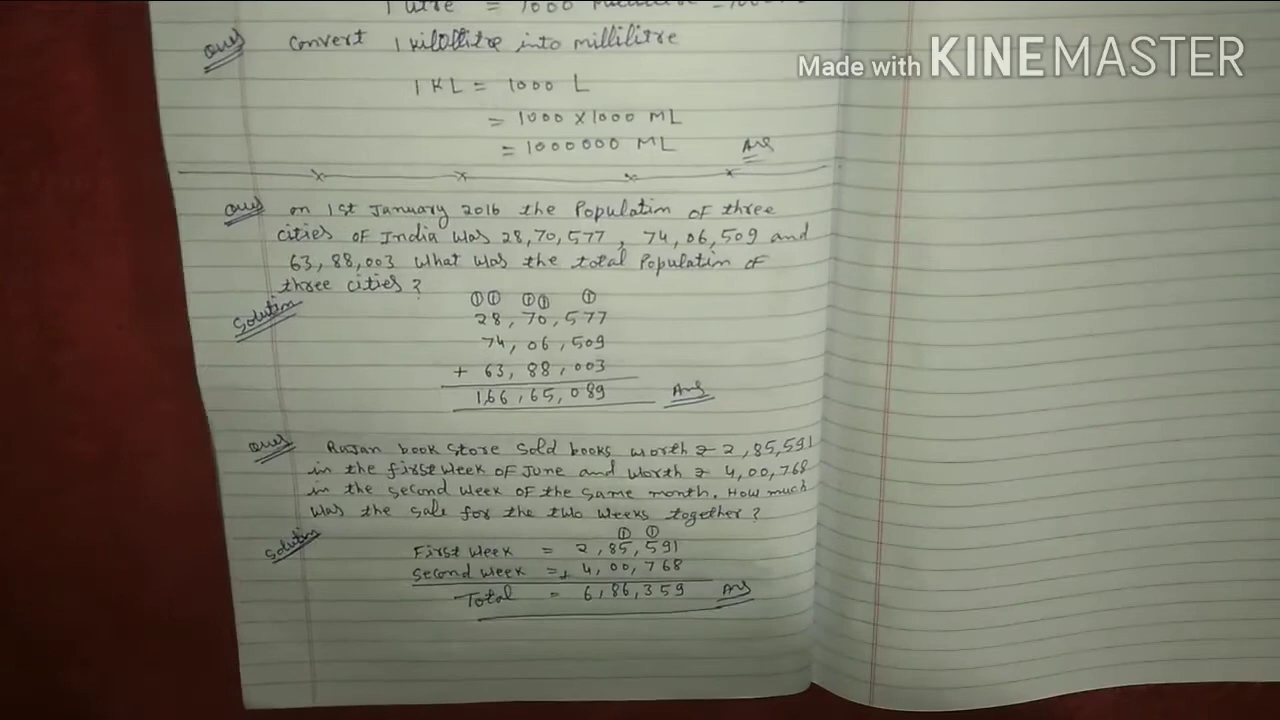 1 Litre = 1000
Made with KINEMASTER
Ques Convert 1 kilolitre into millilitre
1 KL = 1000 L
= 1000 X 1000 ML
= 1000000 ML Ans
Ques on 1st January 2016 the Population of three
cities of India was 28,70,577, 74,06,509 and
63,88,003 what was the total Population of
three cities?
Solution
1 1 1 1 1
28,70,577
74,06,509
+ 63,88,003
166,65,089 Ans
Ques Rajan book store sold books worth ₹ 2,85,591
in the first week of June and worth ₹ 4,00,768
in the second week of the same month. How much
was the sale for the two weeks together?
Solution
1 1
First week = 2,85,591
Second week = + 4,00,768
Total = 6,86,359 Ans